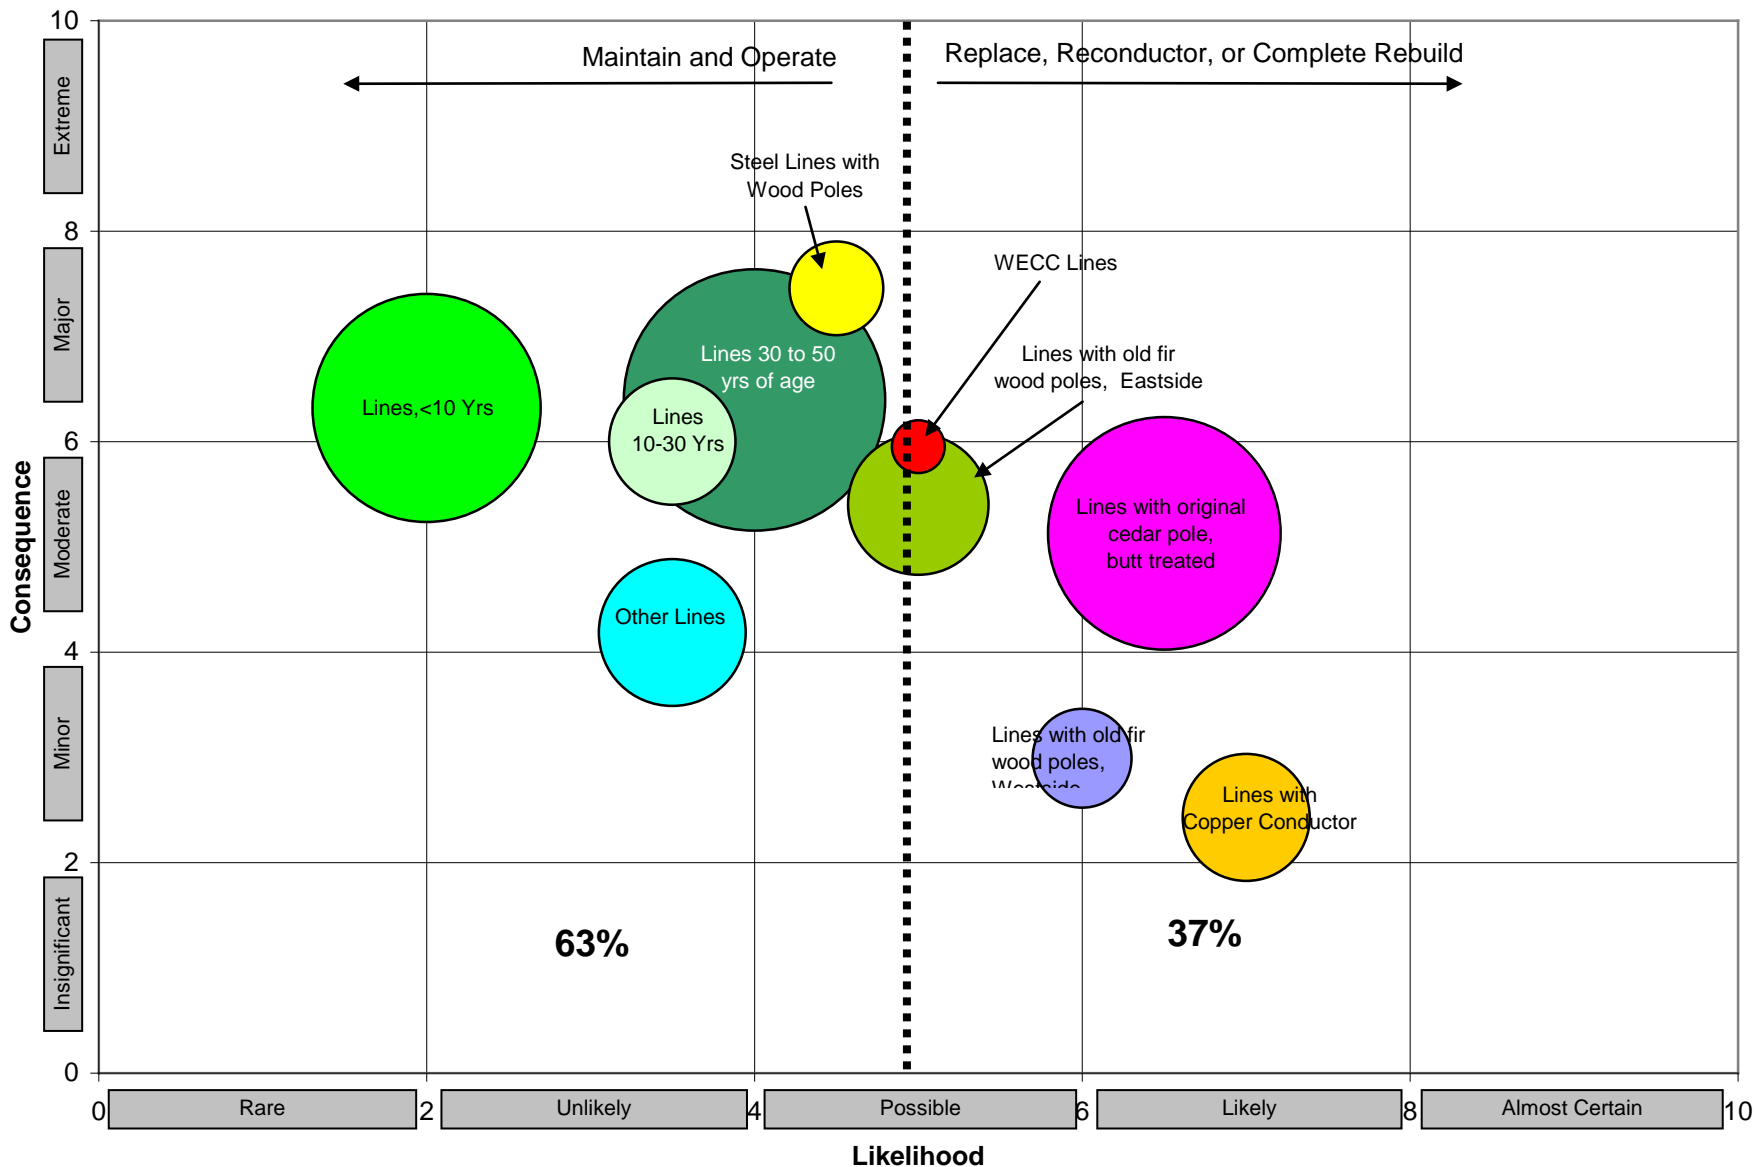 10
Maintain and Operate
Replace, Reconductor, or Complete Rebuild
Extreme
Steel Lines with
Wood Poles
8
WECC Lines
Major
Lines 30 to 50
yrs of age
Lines with old fir
wood poles,  Eastside
Lines,<10 Yrs
Lines
10-30 Yrs
6
Consequence
Moderate
Lines with original
cedar pole,
butt treated
Other Lines
4
Minor
Lines with old fir
wood poles,
Westside
Lines with
Copper Conductor
2
Insignificant
63%
37%
0
0
Rare
2
Unlikely
4
Possible
6
Likely
8
Almost Certain
10
Likelihood